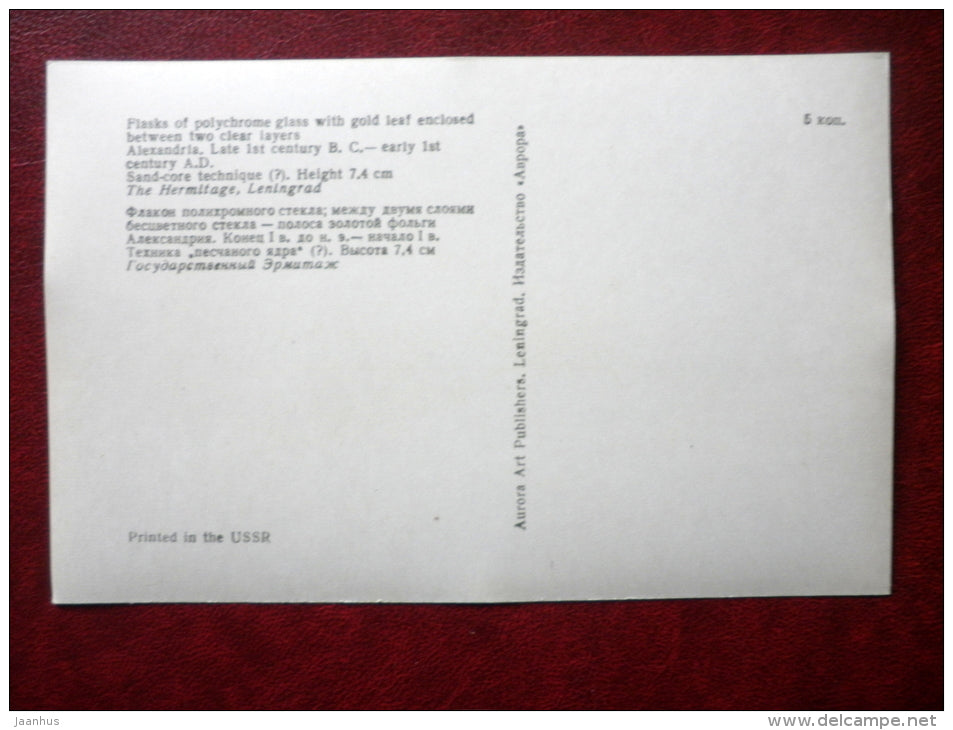 Flasks of polychrome glass with gold leaf enclosed
between two clear layers
Alexandria. Late 1st century B. C.— early 1st
century A.D.
Sand-core technique (?). Height 7,4 cm
The Hermitage, Leningrad
Флакон полихромного стекла; между двумя слоями
бесцветного стекла — полоса золотой фольги
Александрия. Конец I в. до н. э.— начало I в.
Техника „песчаного ядра“ (?). Высота 7,4 см
Государственный Эрмитаж
Printed in the USSR
Aurora Art Publishers. Leningrad. Издательство «Аврора»
5 коп.
jaanhus
www.delcampe.net